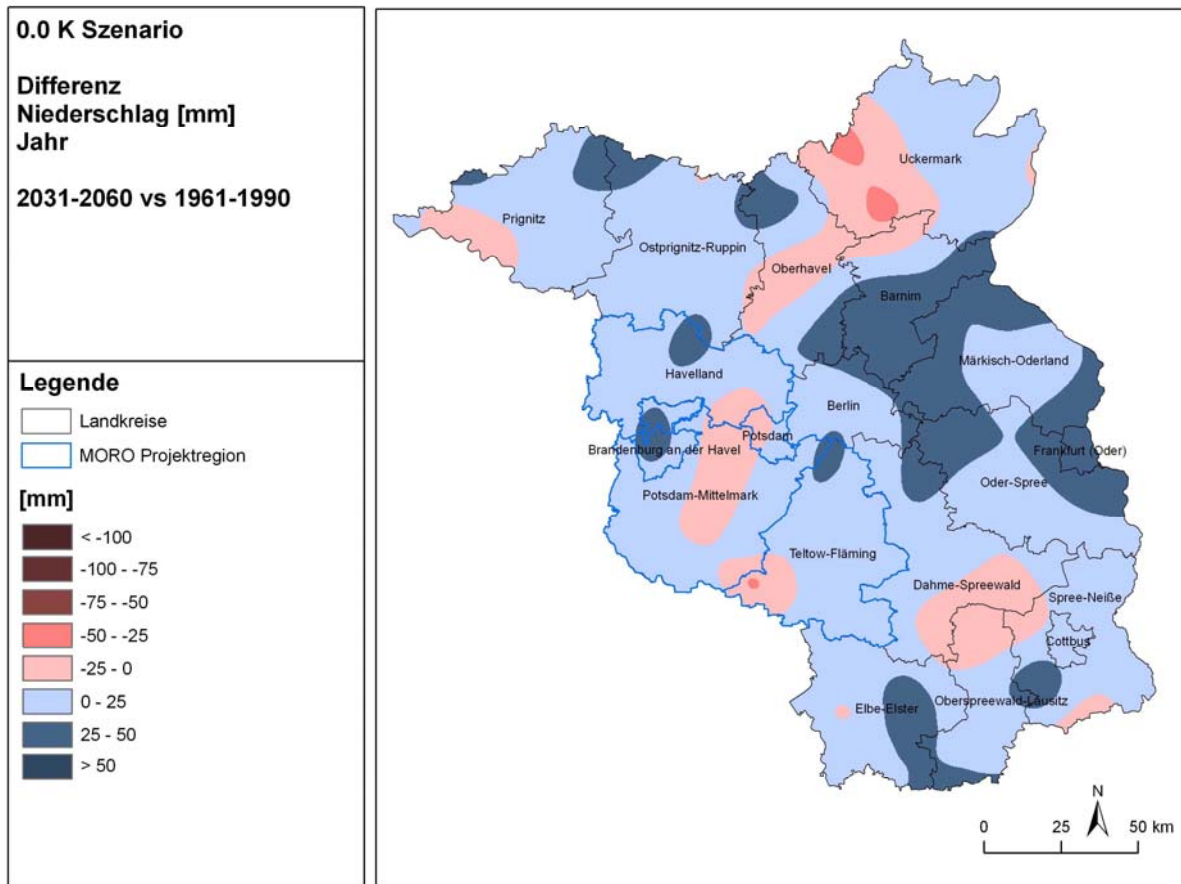 0.0 K Szenario
Differenz
Niederschlag [mm]
Jahr
2031-2060 vs 1961-1990
Legende
Landkreise
MORO Projektregion
[mm]
< -100
-100 - -75
-75 - -50
-50 - -25
-25 - 0
0 - 25
25 - 50
> 50
Uckermark
Prignitz
Ostprignitz-Ruppin
Oberhavel
Barnim
Märkisch-Oderland
Havelland
Berlin
Potsdam
Brandenburg an der Havel
Frankfurt (Oder)
Oder-Spree
Potsdam-Mittelmark
Teltow-Fläming
Dahme-Spreewald
Spree-Neiße
Cottbus
Oberspreewald-Lausitz
Elbe-Elster
N
0 25 50 km